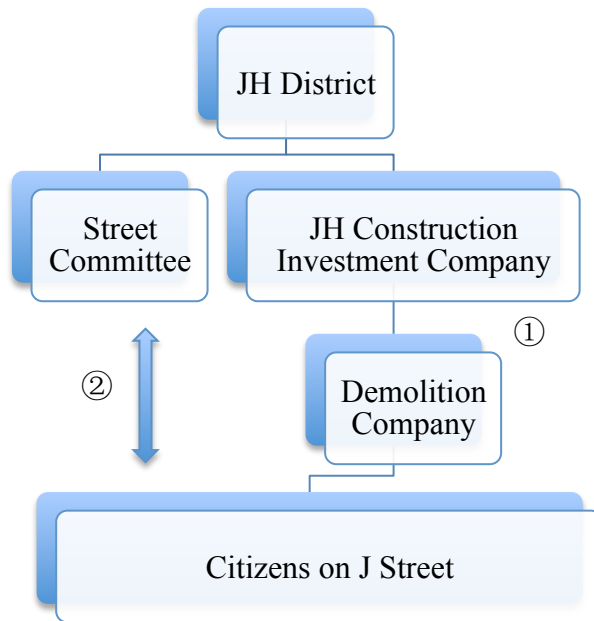 JH District
Street
Committee
JH Construction
Investment Company
①
Demolition
Company
②
Citizens on J Street